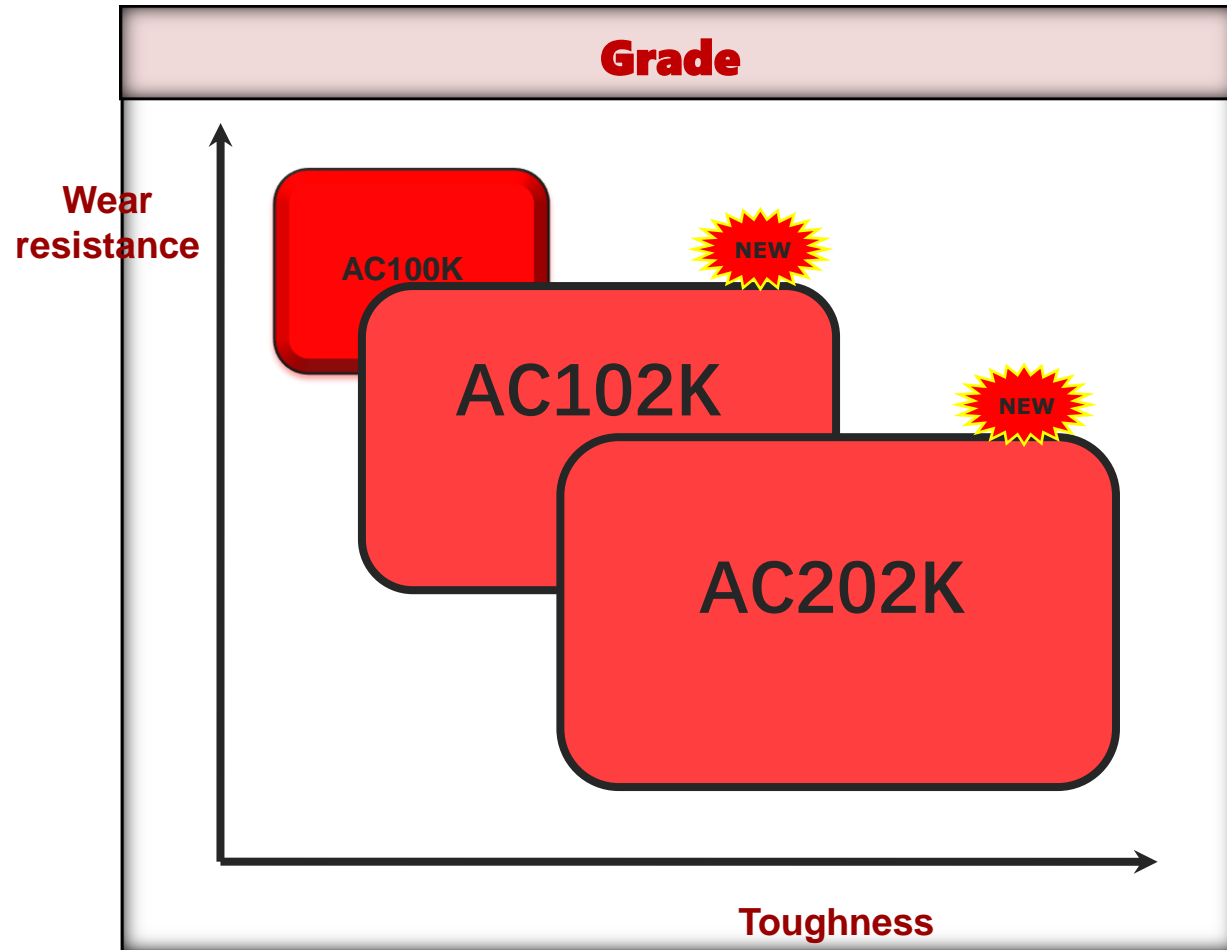 Grade
Wear
resistance
AC100K
NEW
AC102K
NEW
AC202K
Toughness